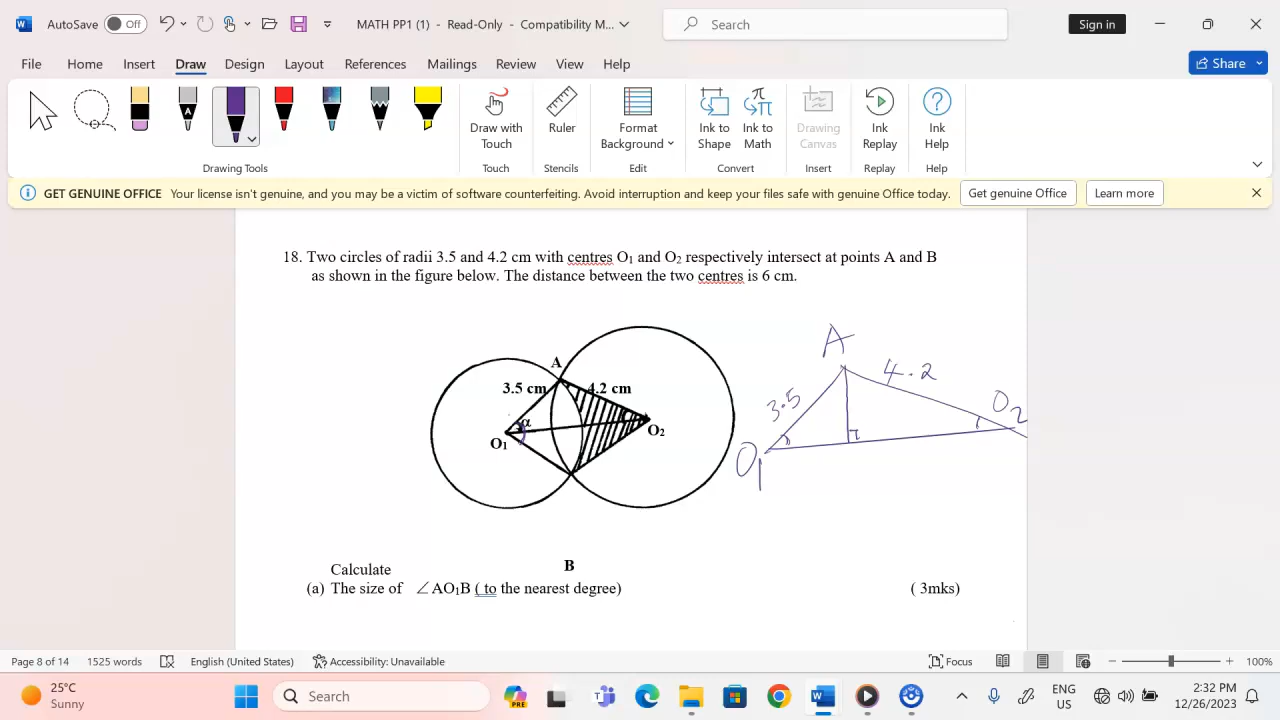 AutoSave Off MATH PP1 (1) - Read-Only - Compatibility M... Search Sign in
File Home Insert Draw Design Layout References Mailings Review View Help Share
Draw with Touch Ruler Format Background Ink to Shape Ink to Math Drawing Canvas Ink Replay Ink Help
Drawing Tools Touch Stencils Edit Convert Insert Replay Help
GET GENUINE OFFICE Your license isn't genuine, and you may be a victim of software counterfeiting. Avoid interruption and keep your files safe with genuine Office today. Get genuine Office Learn more
18. Two circles of radii 3.5 and 4.2 cm with centres O₁ and O₂ respectively intersect at points A and B
as shown in the figure below. The distance between the two centres is 6 cm.
A
3.5 cm 4.2 cm
α
O₁ O₂
A
4.2
3.5
O₂
O₁
B
Calculate
(a) The size of ∠AO₁B ( to the nearest degree) ( 3mks)
Page 8 of 14 1525 words English (United States) Accessibility: Unavailable Focus 100%
25°C
Sunny
Search
PRE
ENG
US
2:32 PM
12/26/2023